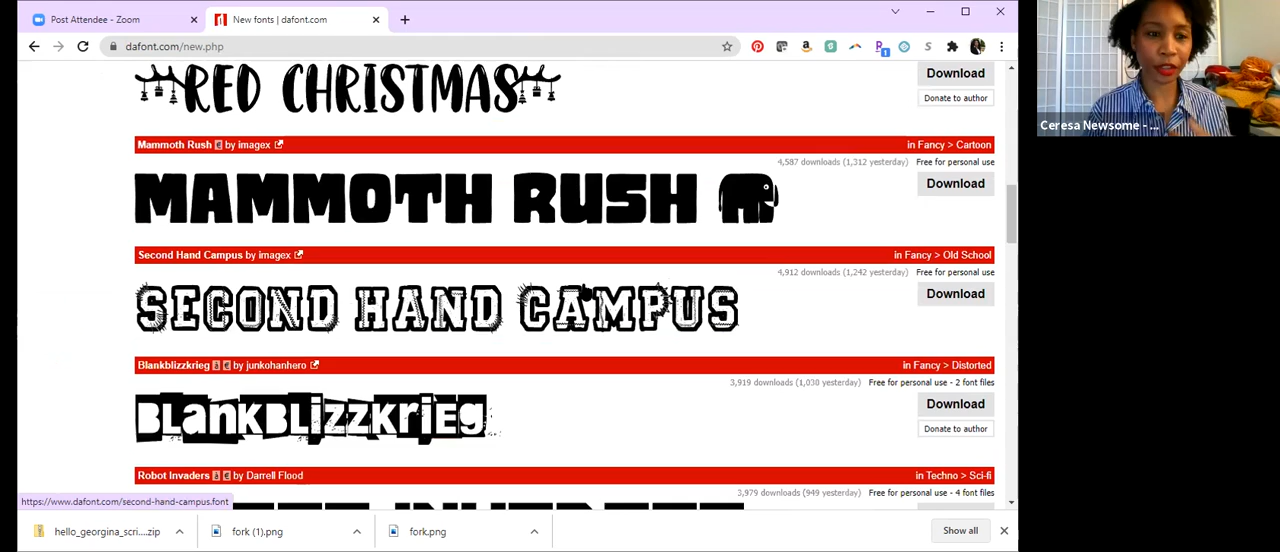 Post Attendee - Zoom
New fonts | dafont.com
dafont.com/new.php
RED CHRISTMAS
Download
Donate to author
Mammoth Rush € by imagex
in Fancy > Cartoon
4,587 downloads (1,312 yesterday) Free for personal use
MAMMOTH RUSH
Download
Second Hand Campus by imagex
in Fancy > Old School
4,912 downloads (1,242 yesterday) Free for personal use
SECOND HAND CAMPUS
Download
Blankblizzkrieg à € by junkohanhero
in Fancy > Distorted
3,919 downloads (1,030 yesterday) Free for personal use - 2 font files
BLankBLizzkriEg
Download
Donate to author
Robot Invaders à € by Darrell Flood
in Techno > Sci-fi
3,979 downloads (949 yesterday) Free for personal use - 4 font files
https://www.dafont.com/second-hand-campus.font
hello_georgina_scri....zip
fork (1).png
fork.png
Show all
Ceresa Newsome - ...